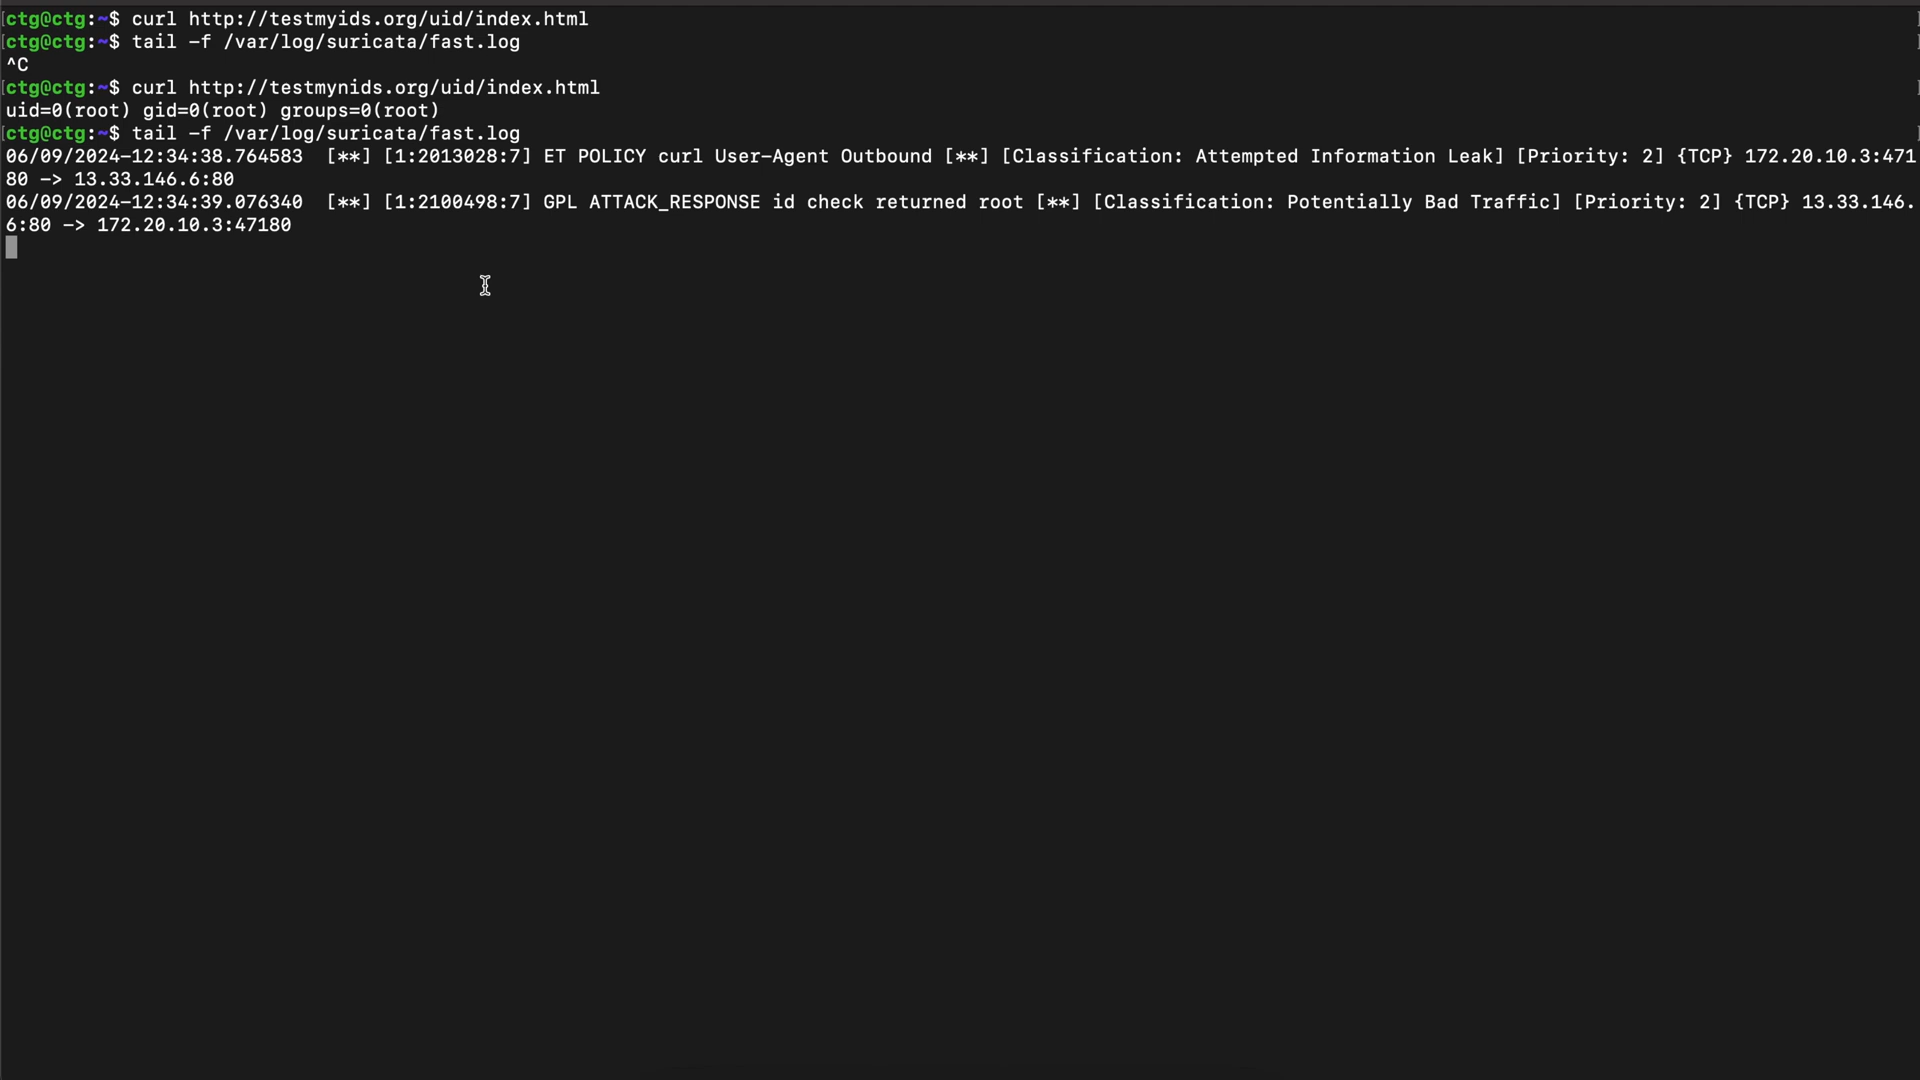 [ctg@ctg:~$ curl http://testmyids.org/uid/index.html ]
[ctg@ctg:~$ tail -f /var/log/suricata/fast.log ]
^C
[ctg@ctg:~$ curl http://testmynids.org/uid/index.html ]
uid=0(root) gid=0(root) groups=0(root)
[ctg@ctg:~$ tail -f /var/log/suricata/fast.log ]
06/09/2024-12:34:38.764583  [**] [1:2013028:7] ET POLICY curl User-Agent Outbound [**] [Classification: Attempted Information Leak] [Priority: 2] {TCP} 172.20.10.3:471
80 -> 13.33.146.6:80
06/09/2024-12:34:39.076340  [**] [1:2100498:7] GPL ATTACK_RESPONSE id check returned root [**] [Classification: Potentially Bad Traffic] [Priority: 2] {TCP} 13.33.146.
6:80 -> 172.20.10.3:47180